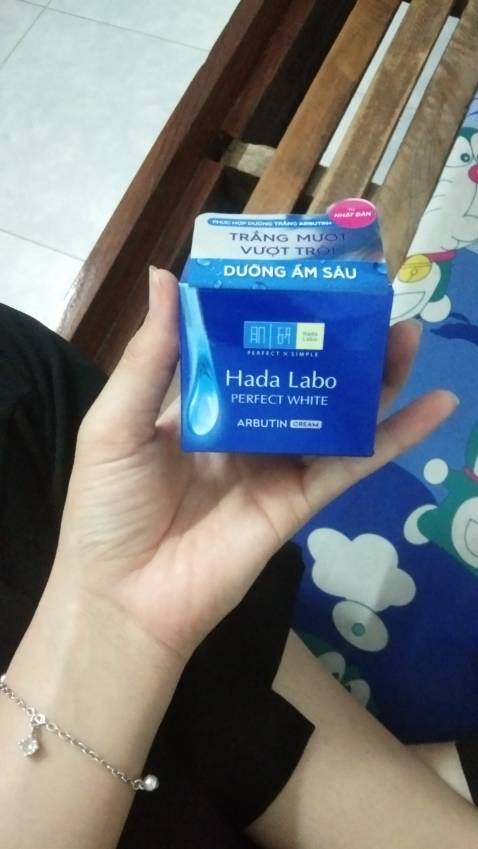 PHỨC HỢP DƯỠNG TRẮNG ARBUTIN+
TỪ
NHẬT BẢN
TRẮNG MƯỢT
VƯỢT TRỘI
DƯỠNG ẨM SÂU
Hada
Labo
PERFECT × SIMPLE
Hada Labo
PERFECT WHITE
ARBUTIN CREAM